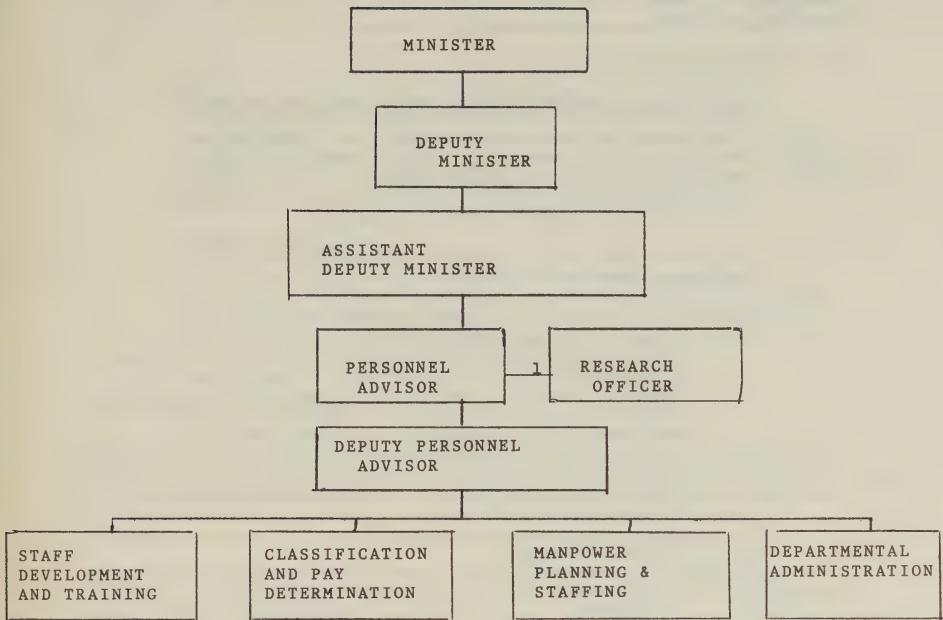 MINISTER
DEPUTY
MINISTER
ASSISTANT
DEPUTY MINISTER
PERSONNEL
ADVISOR
1
RESEARCH
OFFICER
DEPUTY PERSONNEL
ADVISOR
STAFF
DEVELOPMENT
AND TRAINING
CLASSIFICATION
AND PAY
DETERMINATION
MANPOWER
PLANNING &
STAFFING
DEPARTMENTAL
ADMINISTRATION